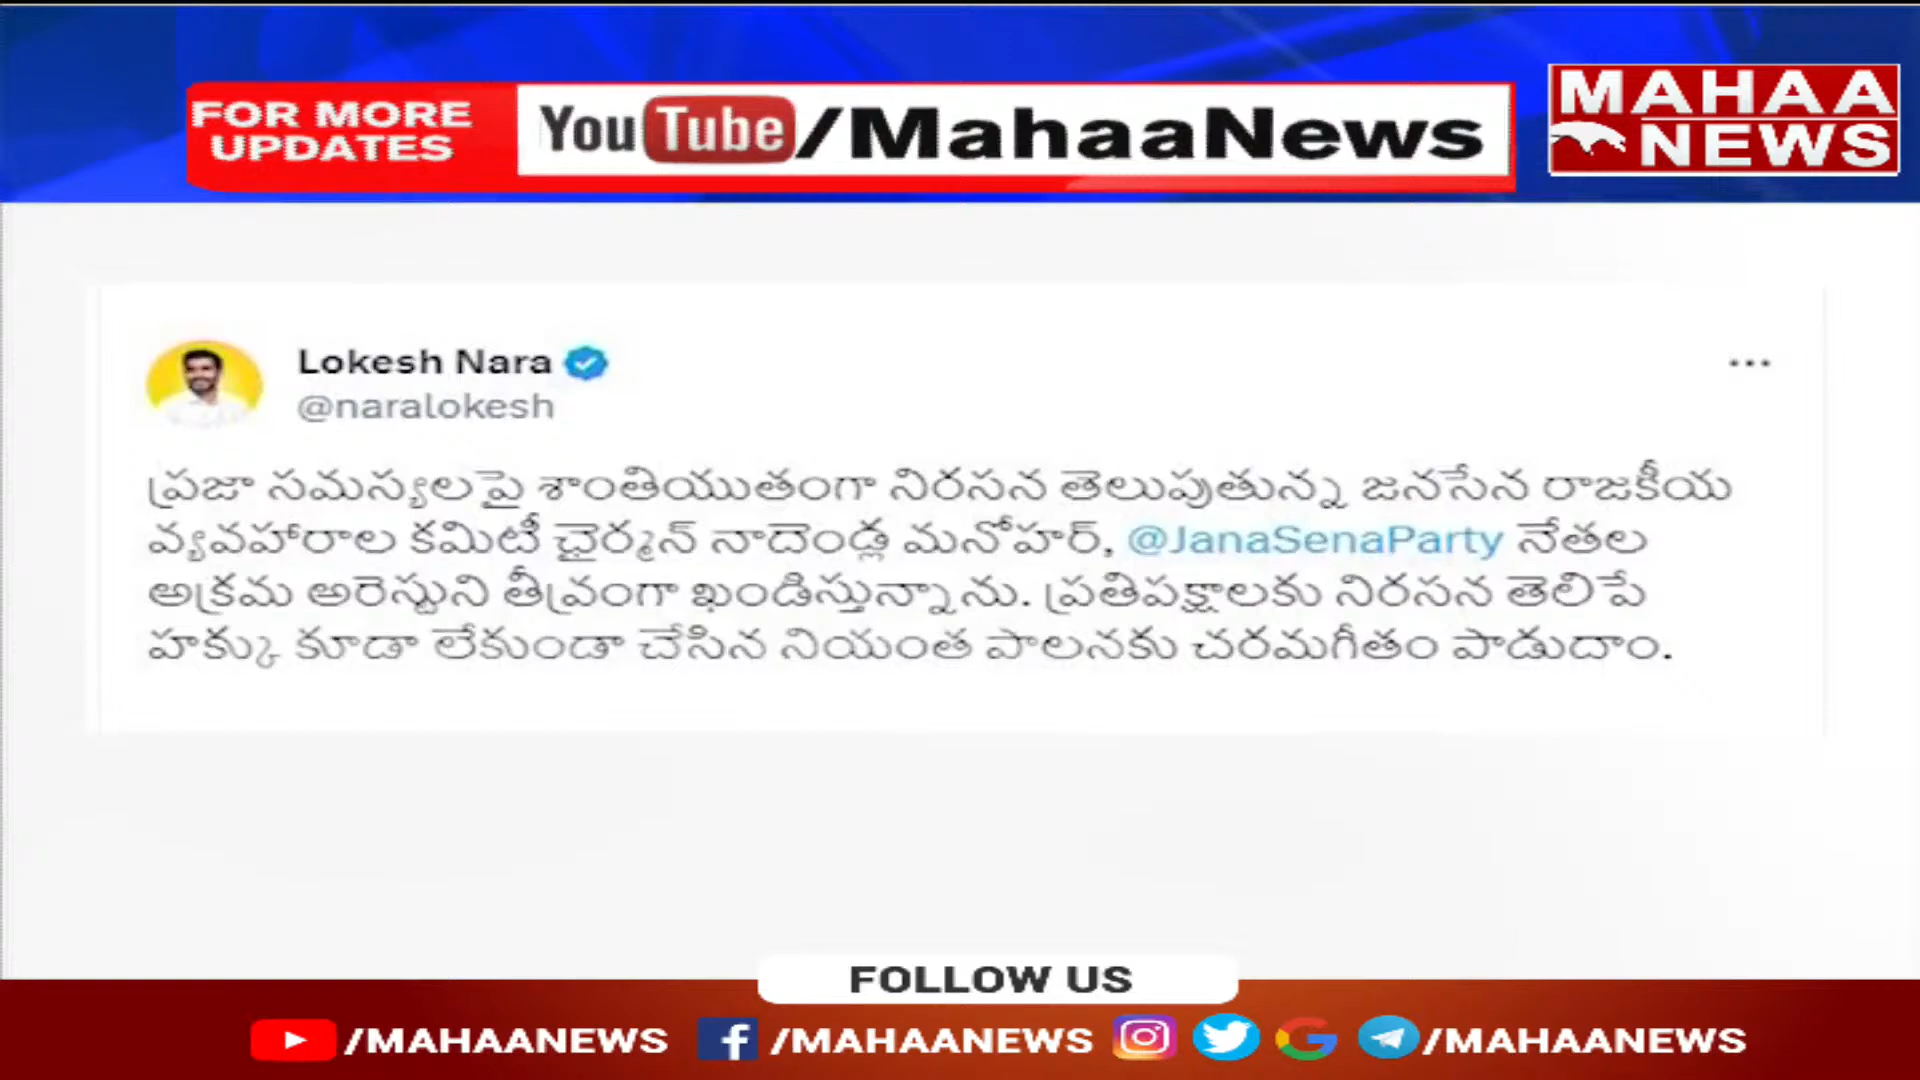 FOR MORE
UPDATES
YouTube/MahaaNews
MAHAA
NEWS
Lokesh Nara
@naralokesh
ప్రజా సమస్యలపై శాంతియుతంగా నిరసన తెలుపుతున్న జనసేన రాజకీయ
వ్యవహారాల కమిటీ ఛైర్మన్ నాదెండ్ల మనోహర్, @JanaSenaParty నేతల
అక్రమ అరెస్టుని తీవ్రంగా ఖండిస్తున్నాను. ప్రతిపక్షాలకు నిరసన తెలిపే
హక్కు కూడా లేకుండా చేసిన నియంత పాలనకు చరమగీతం పాడుదాం.
FOLLOW US
/MAHAANEWS /MAHAANEWS /MAHAANEWS